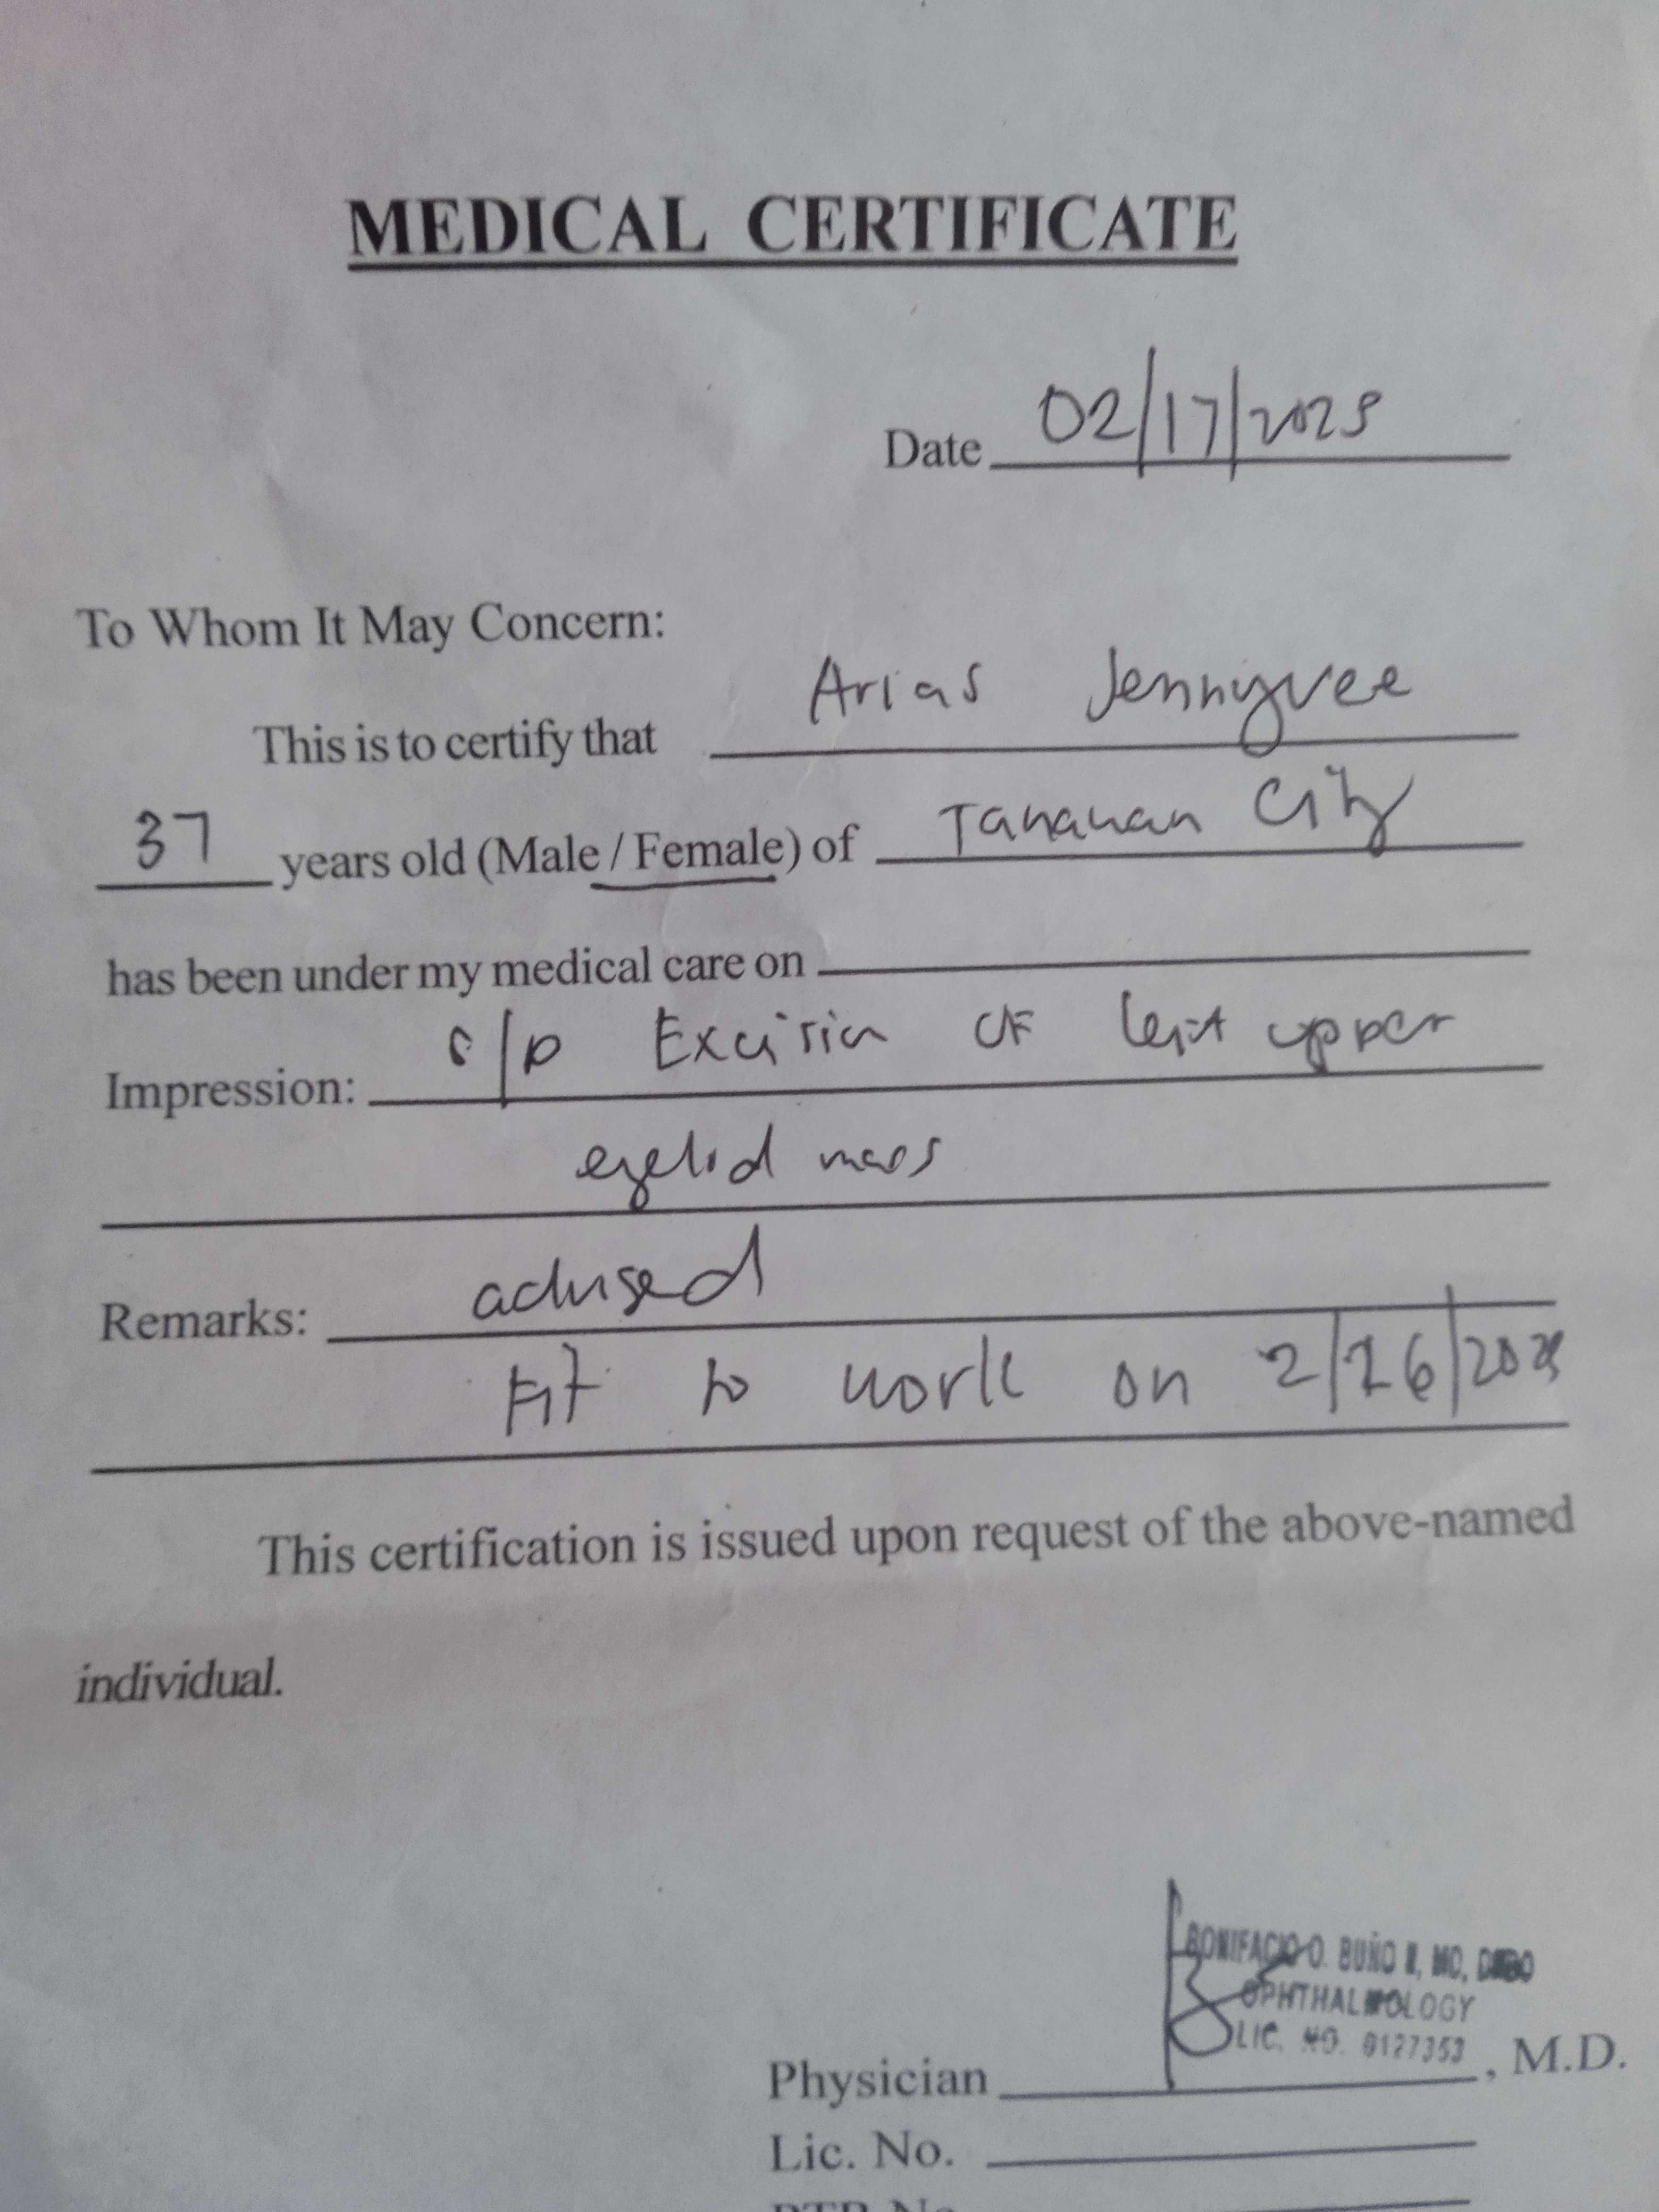 MEDICAL CERTIFICATE
Date 02/17/2025
To Whom It May Concern:
This is to certify that Arias Jennyvee
37 years old (Male / Female) of Tanauan City
has been under my medical care on
Impression: s/p Excision of left upper
eyelid mass
Remarks: advised
Fit to work on 2/26/2025
This certification is issued upon request of the above-named
individual.
BONIFACIO O. BUÑO II, MD, DPBO
OPHTHALMOLOGY
LIC. NO. 0127353
Physician , M.D.
Lic. No.
PTR No.